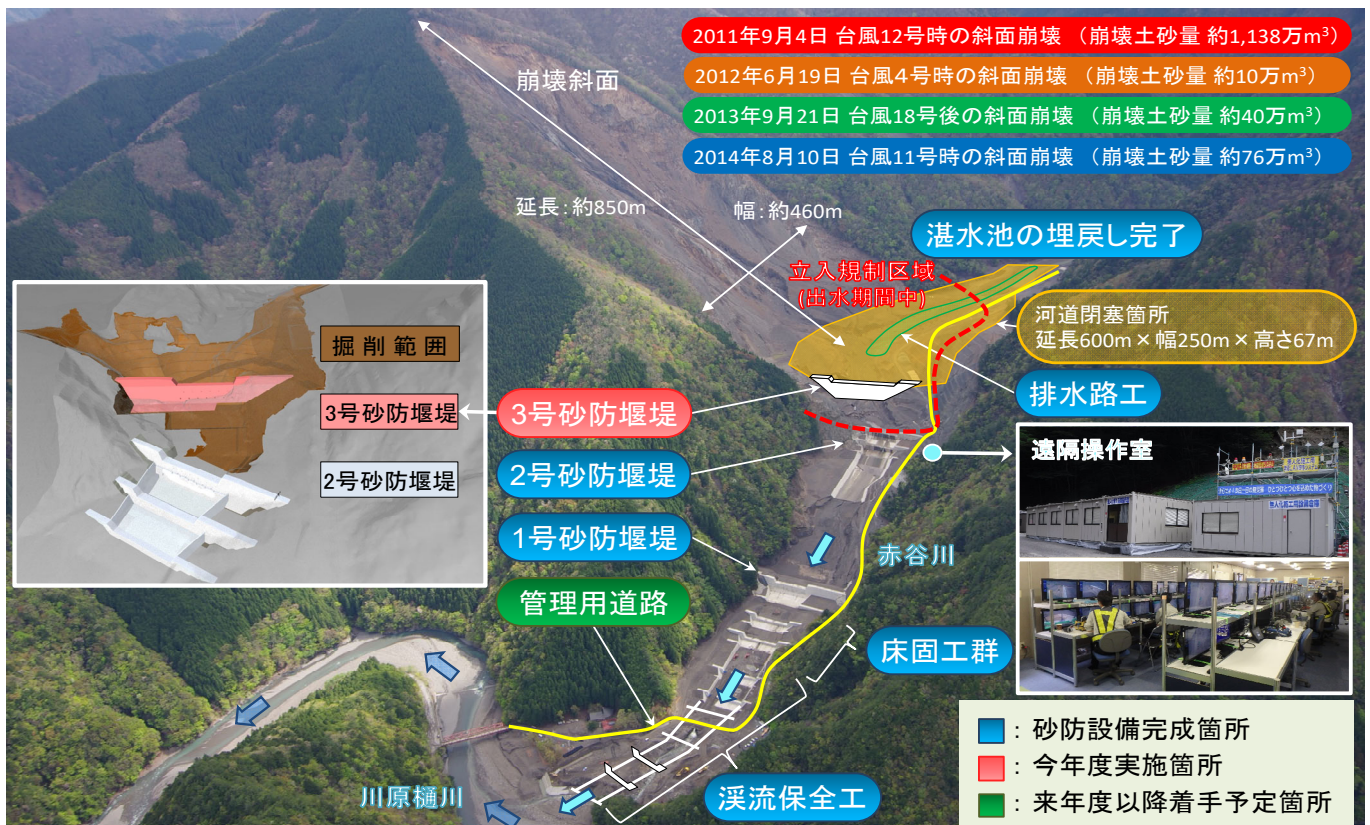 2011年9月4日 台風12号時の斜面崩壊 （崩壊土砂量 約1,138万m³）
2012年6月19日 台風4号時の斜面崩壊 （崩壊土砂量 約10万m³）
2013年9月21日 台風18号後の斜面崩壊 （崩壊土砂量 約40万m³）
2014年8月10日 台風11号時の斜面崩壊 （崩壊土砂量 約76万m³）
崩壊斜面
延長：約850m
幅：約460m
湛水池の埋戻し完了
立入規制区域
(出水期間中)
河道閉塞箇所
延長600m×幅250m×高さ67m
排水路工
掘削範囲
3号砂防堰堤
2号砂防堰堤
3号砂防堰堤
2号砂防堰堤
1号砂防堰堤
管理用道路
遠隔操作室
赤谷川
床固工群
渓流保全工
川原樋川
：砂防設備完成箇所
：今年度実施箇所
：来年度以降着手予定箇所